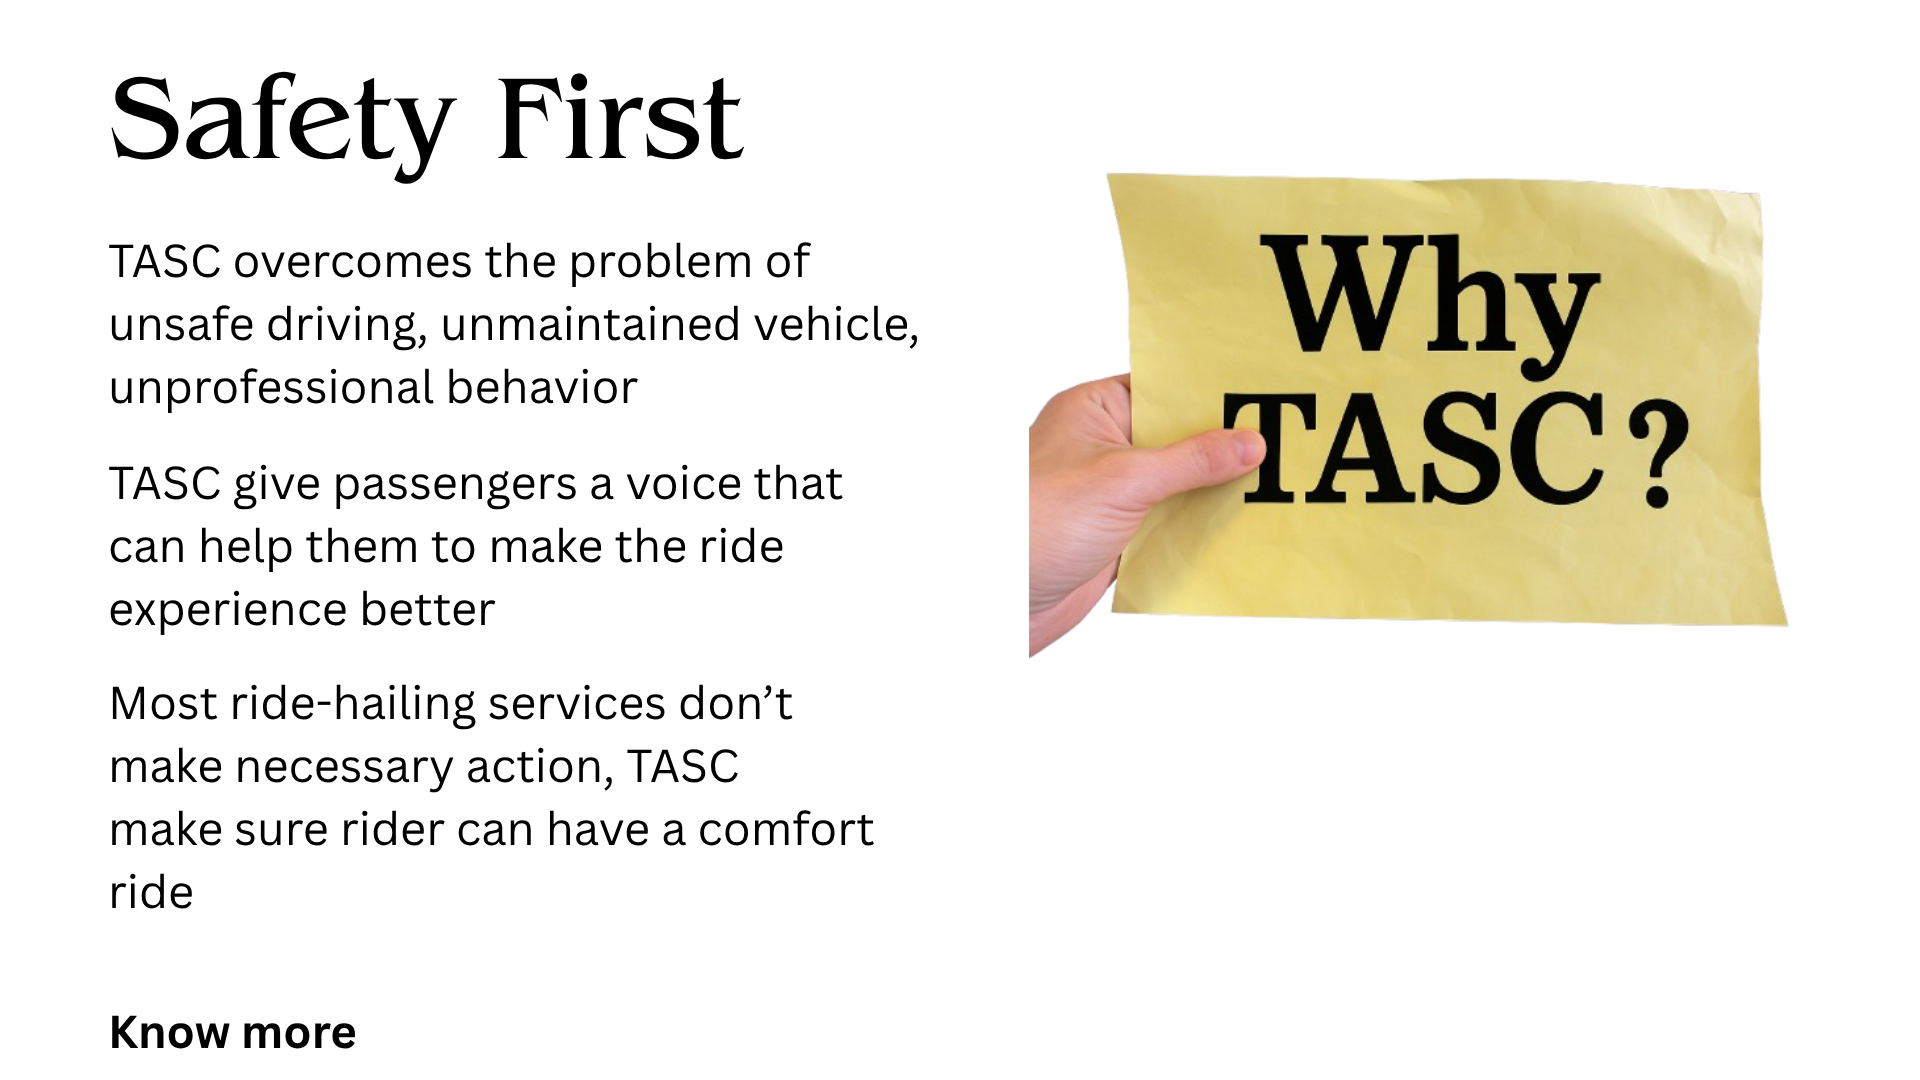 Safety First
TASC overcomes the problem of
unsafe driving, unmaintained vehicle,
unprofessional behavior
TASC give passengers a voice that
can help them to make the ride
experience better
Most ride-hailing services don’t
make necessary action, TASC
make sure rider can have a comfort
ride
Know more
Why
TASC?